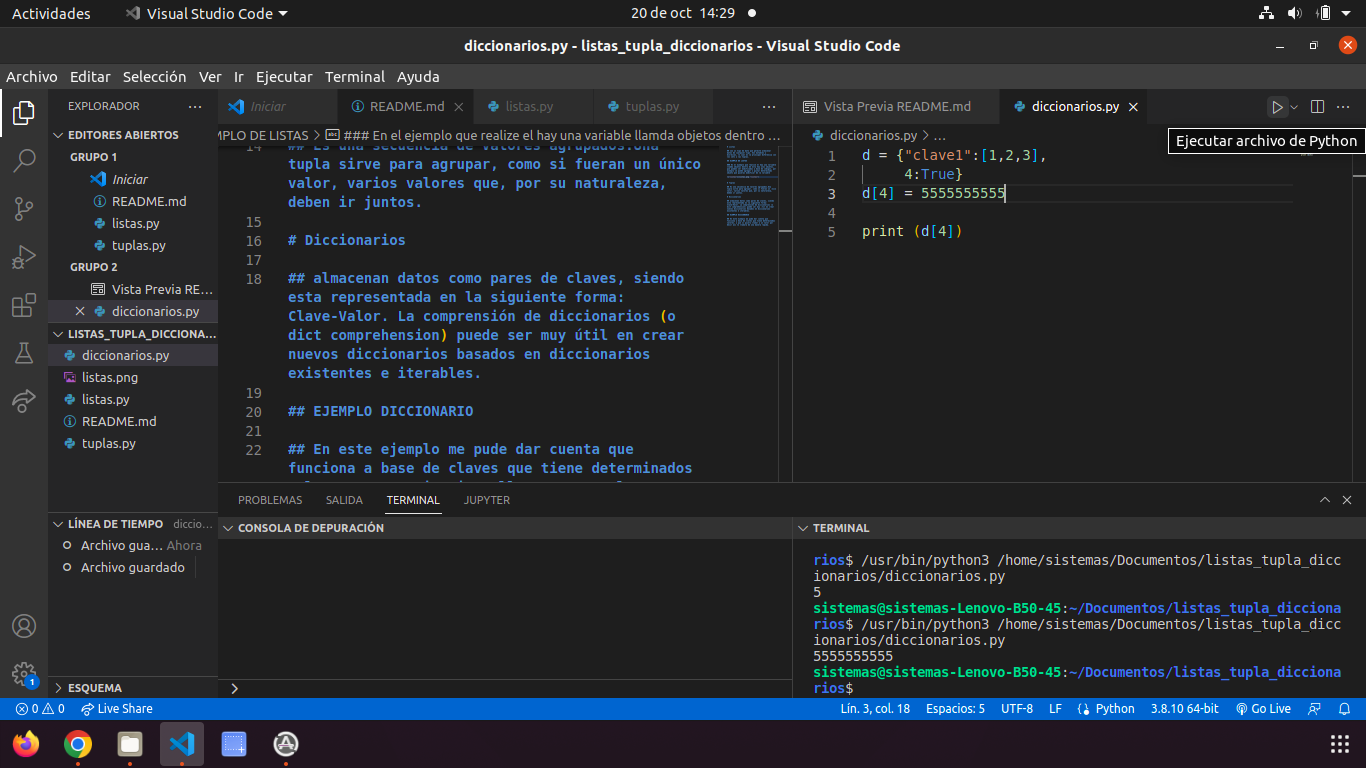 Actividades
Visual Studio Code
20 de oct 14:29
diccionarios.py - listas_tupla_diccionarios - Visual Studio Code
Archivo Editar Selección Ver Ir Ejecutar Terminal Ayuda
EXPLORADOR
EDITORES ABIERTOS
GRUPO 1
Iniciar
README.md
listas.py
tuplas.py
GRUPO 2
Vista Previa RE...
diccionarios.py
LISTAS_TUPLA_DICCIONA...
diccionarios.py
listas.png
listas.py
README.md
tuplas.py
LÍNEA DE TIEMPO diccio...
Archivo gua... Ahora
Archivo guardado
ESQUEMA
Iniciar
README.md
listas.py
tuplas.py
MPLO DE LISTAS > ### En el ejemplo que realize el hay una variable llamda objetos dentro ...
14 ## Es una secuencia de valores agrupados.Una
tupla sirve para agrupar, como si fueran un único
valor, varios valores que, por su naturaleza,
deben ir juntos.
15
16 # Diccionarios
17
18 ## almacenan datos como pares de claves, siendo
esta representada en la siguiente forma:
Clave-Valor. La comprensión de diccionarios (o
dict comprehension) puede ser muy útil en crear
nuevos diccionarios basados en diccionarios
existentes e iterables.
19
20 ## EJEMPLO DICCIONARIO
21
22 ## En este ejemplo me pude dar cuenta que
funciona a base de claves que tiene determinados
Vista Previa README.md
diccionarios.py
diccionarios.py > ...
Ejecutar archivo de Python
1 d = {"clave1":[1,2,3],
2 4:True}
3 d[4] = 5555555555
4
5 print (d[4])
PROBLEMAS SALIDA TERMINAL JUPYTER
CONSOLA DE DEPURACIÓN
>
TERMINAL
rios$ /usr/bin/python3 /home/sistemas/Documentos/listas_tupla_dicc
ionarios/diccionarios.py
5
sistemas@sistemas-Lenovo-B50-45:~/Documentos/listas_tupla_dicciona
rios$ /usr/bin/python3 /home/sistemas/Documentos/listas_tupla_dicc
ionarios/diccionarios.py
5555555555
sistemas@sistemas-Lenovo-B50-45:~/Documentos/listas_tupla_dicciona
rios$
1
0 0 Live Share
Lín. 3, col. 18 Espacios: 5 UTF-8 LF Python 3.8.10 64-bit Go Live